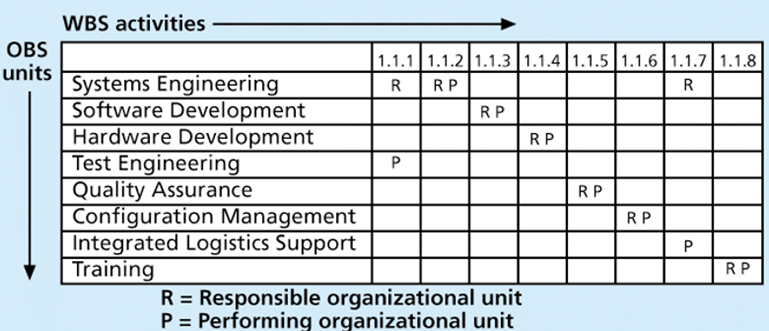 WBS activities
OBS
units
1.1.1 1.1.2 1.1.3 1.1.4 1.1.5 1.1.6 1.1.7 1.1.8
Systems Engineering R R P R
Software Development R P
Hardware Development R P
Test Engineering P
Quality Assurance R P
Configuration Management R P
Integrated Logistics Support P
Training R P
R = Responsible organizational unit
P = Performing organizational unit